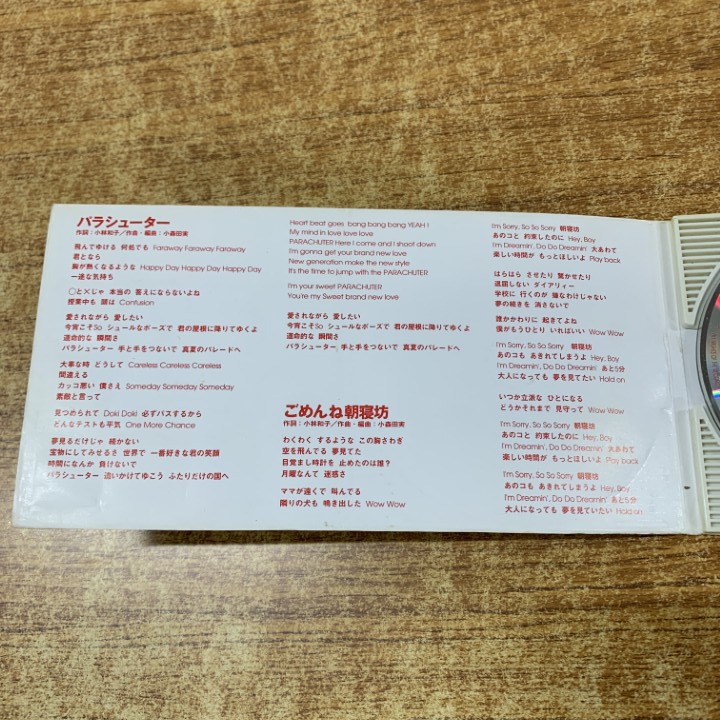 パラシューター
作詞：小林和子／作曲・編曲：小森田実
飛んでゆける 何処でも Faraway Faraway Faraway
君となら
胸が熱くなるような Happy Day Happy Day Happy Day
一途な気持ち
〇と×じゃ 本当の 答えにならないよね
授業中も 頭は Confusion
愛されながら 愛したい
今宵こそSo シュールなポーズで 君の屋根に降りてゆくよ
運命的な 瞬間さ
パラシューター 手と手をつないで 真夏のパレードへ
大事な時 どうして Careless Careless Careless
間違える
カッコ悪い 僕さえ Someday Someday Someday
素敵と言って
見つめられて Doki Doki 必ずパスするから
どんなテストも平気 One More Chance
夢見るだけじゃ 続かない
宝物にしてみせるさ 世界で 一番好きな君の笑顔
時間になんか 負けないで
パラシューター 追いかけてゆこう ふたりだけの国へ
Heart beat goes bang bang bang YEAH !
My mind in love love love
PARACHUTER Here I come and I shoot down
I'm gonna get your brand new love
New generation make the new style
It's the time to jump with the PARACHUTER
I'm your sweet PARACHUTER
You're my Sweet brand new love
愛されながら 愛したい
今宵こそSo シュールなポーズで 君の屋根に降りてゆくよ
運命的な 瞬間さ
パラシューター 手と手をつないで 真夏のパレードへ
ごめんね朝寝坊
作詞：小林和子／作曲・編曲：小森田実
わくわく するような この胸さわぎ
空を飛んでる 夢見てた
目覚まし時計を 止めたのは誰?
月曜なんて 迷惑さ
ママが遠くで 叫んでる
隣りの犬も 鳴き出した Wow Wow
I'm Sorry, So So Sorry 朝寝坊
あのコと 約束したのに Hey, Boy
I'm Dreamin', Do Do Dreamin' 大あわて
楽しい時間が もっとほしいよ Play back
はらはら させたり 驚かせたり
退屈しない ダイアリー
学校に 行くのが 嫌なわけじゃない
夢の続きを 消さないで
誰かかわりに 起きてよね
僕がもうひとり いればいい Wow Wow
I'm Sorry, So So Sorry 朝寝坊
あのコも あきれてしまうよ Hey, Boy
I'm Dreamin', Do Do Dreamin' あと5分
大人になっても 夢を見てたい Hold on
いつか立派な ひとになる
どうかそれまで 見守って Wow Wow
I'm Sorry, So So Sorry 朝寝坊
あのコと 約束したのに Hey, Boy
I'm Dreamin', Do Do Dreamin' 大あわて
楽しい時間が もっとほしいよ Play back
I'm Sorry, So So Sorry 朝寝坊
あのコも あきれてしまうよ Hey, Boy
I'm Dreamin', Do Do Dreamin' あと5分
大人になっても 夢を見ていたい Hold on